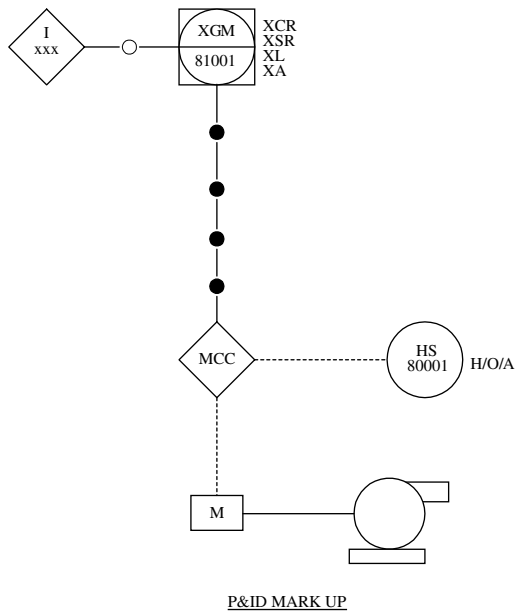 I
xxx
XGM
81001
XCR
XSR
XL
XA
MCC
HS
80001
H/O/A
M
P&ID MARK UP